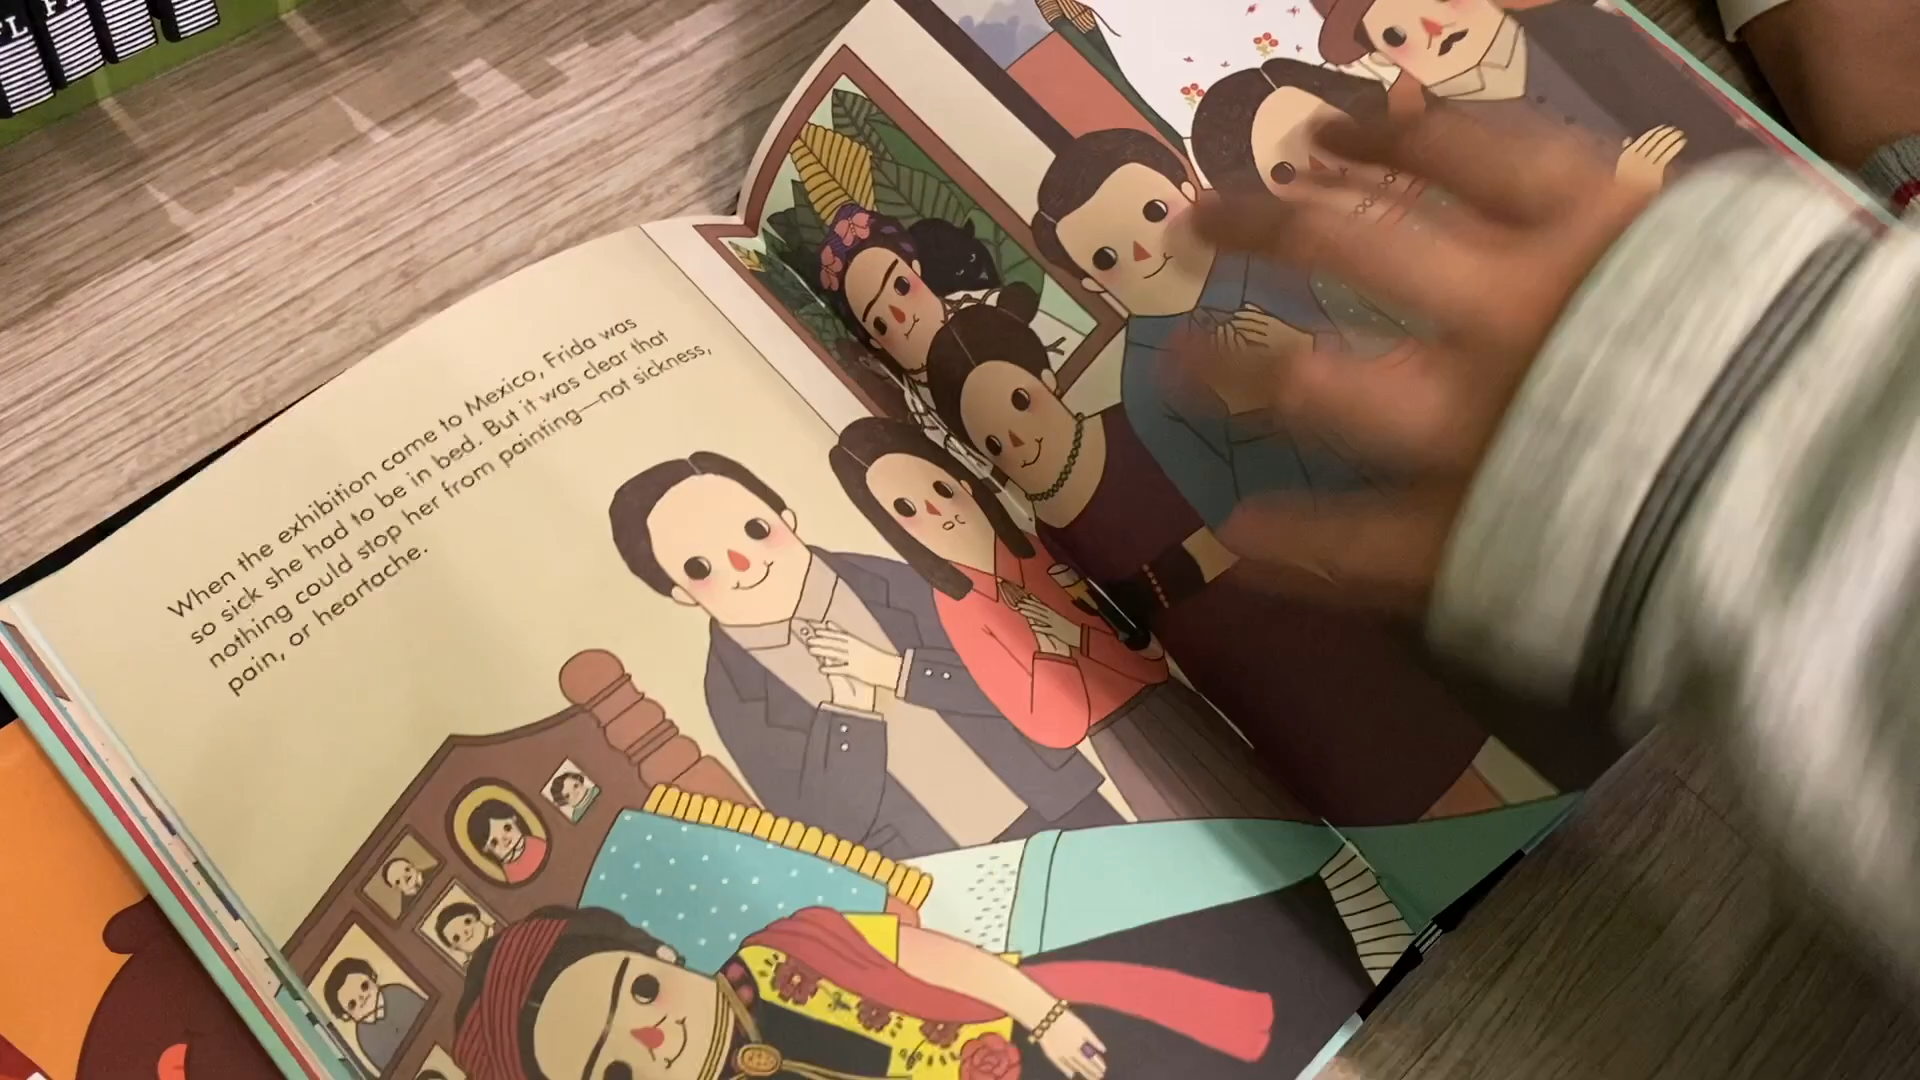 When the exhibition came to Mexico, Frida was
so sick she had to be in bed. But it was clear that
nothing could stop her from painting—not sickness,
pain, or heartache.